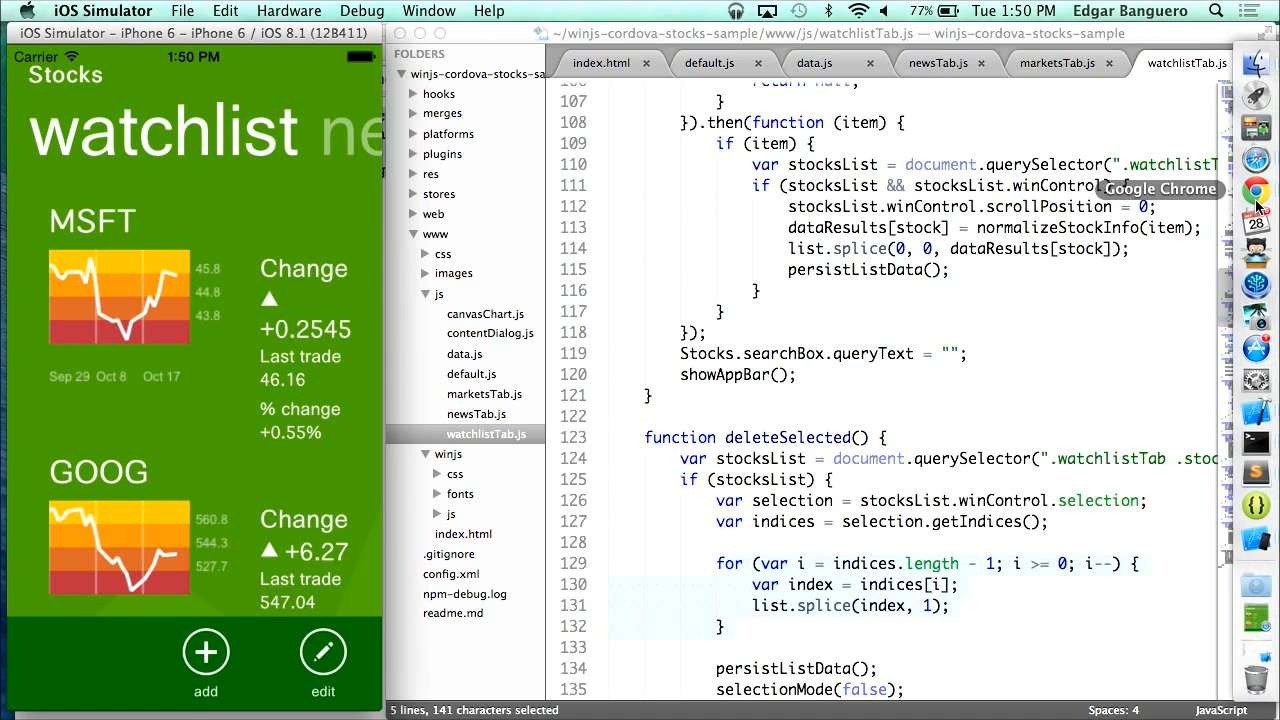 iOS Simulator File Edit Hardware Debug Window Help 77% Tue 1:50 PM Edgar Banguero
iOS Simulator - iPhone 6 - iPhone 6 / iOS 8.1 (12B411)
Carrier 1:50 PM
Stocks
watchlist ne
MSFT
45.8
44.8
43.8
Sep 29 Oct 8 Oct 17
Change
+0.2545
Last trade
46.16
% change
+0.55%
GOOG
560.8
544.3
527.7
Change
+6.27
Last trade
547.04
add
edit
~/winjs-cordova-stocks-sample/www/js/watchlistTab.js — winjs-cordova-stocks-sample
FOLDERS
winjs-cordova-stocks-sa
hooks
merges
platforms
plugins
res
stores
web
www
css
images
js
canvasChart.js
contentDialog.js
data.js
default.js
marketsTab.js
newsTab.js
watchlistTab.js
winjs
css
fonts
js
index.html
.gitignore
config.xml
npm-debug.log
readme.md
index.html × default.js × data.js × newsTab.js × marketsTab.js × watchlistTab.js
106 return null;
107 }
108 }).then(function (item) {
109 if (item) {
110 var stocksList = document.querySelector(".watchlistT
111 if (stocksList && stocksList.winControl
112 stocksList.winControl.scrollPosition = 0;
113 dataResults[stock] = normalizeStockInfo(item);
114 list.splice(0, 0, dataResults[stock]);
115 persistListData();
116 }
117 }
118 });
119 Stocks.searchBox.queryText = "";
120 showAppBar();
121 }
122
123 function deleteSelected() {
124 var stocksList = document.querySelector(".watchlistTab .stoc
125 if (stocksList) {
126 var selection = stocksList.winControl.selection;
127 var indices = selection.getIndices();
128
129 for (var i = indices.length - 1; i >= 0; i--) {
130 var index = indices[i];
131 list.splice(index, 1);
132 }
133
134 persistListData();
135 selectionMode(false);
Google Chrome
28
5 lines, 141 characters selected
Spaces: 4 JavaScript